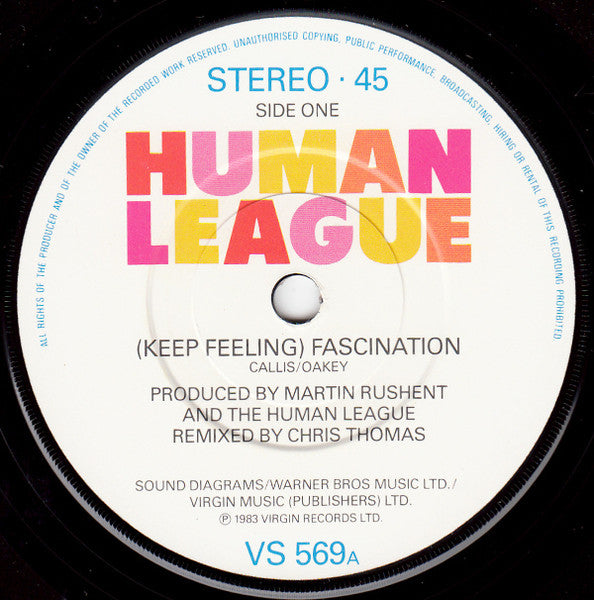 ALL RIGHTS OF THE PRODUCER AND OF THE OWNER OF THE RECORDED WORK RESERVED. UNAUTHORISED COPYING, PUBLIC PERFORMANCE, BROADCASTING, HIRING OR RENTAL OF THIS RECORDING PROHIBITED.
STEREO · 45
SIDE ONE
HUMAN
LEAGUE
(KEEP FEELING) FASCINATION
CALLIS/OAKEY
PRODUCED BY MARTIN RUSHENT
AND THE HUMAN LEAGUE
REMIXED BY CHRIS THOMAS
SOUND DIAGRAMS/WARNER BROS MUSIC LTD./
VIRGIN MUSIC (PUBLISHERS) LTD.
℗ 1983 VIRGIN RECORDS LTD.
VS 569A